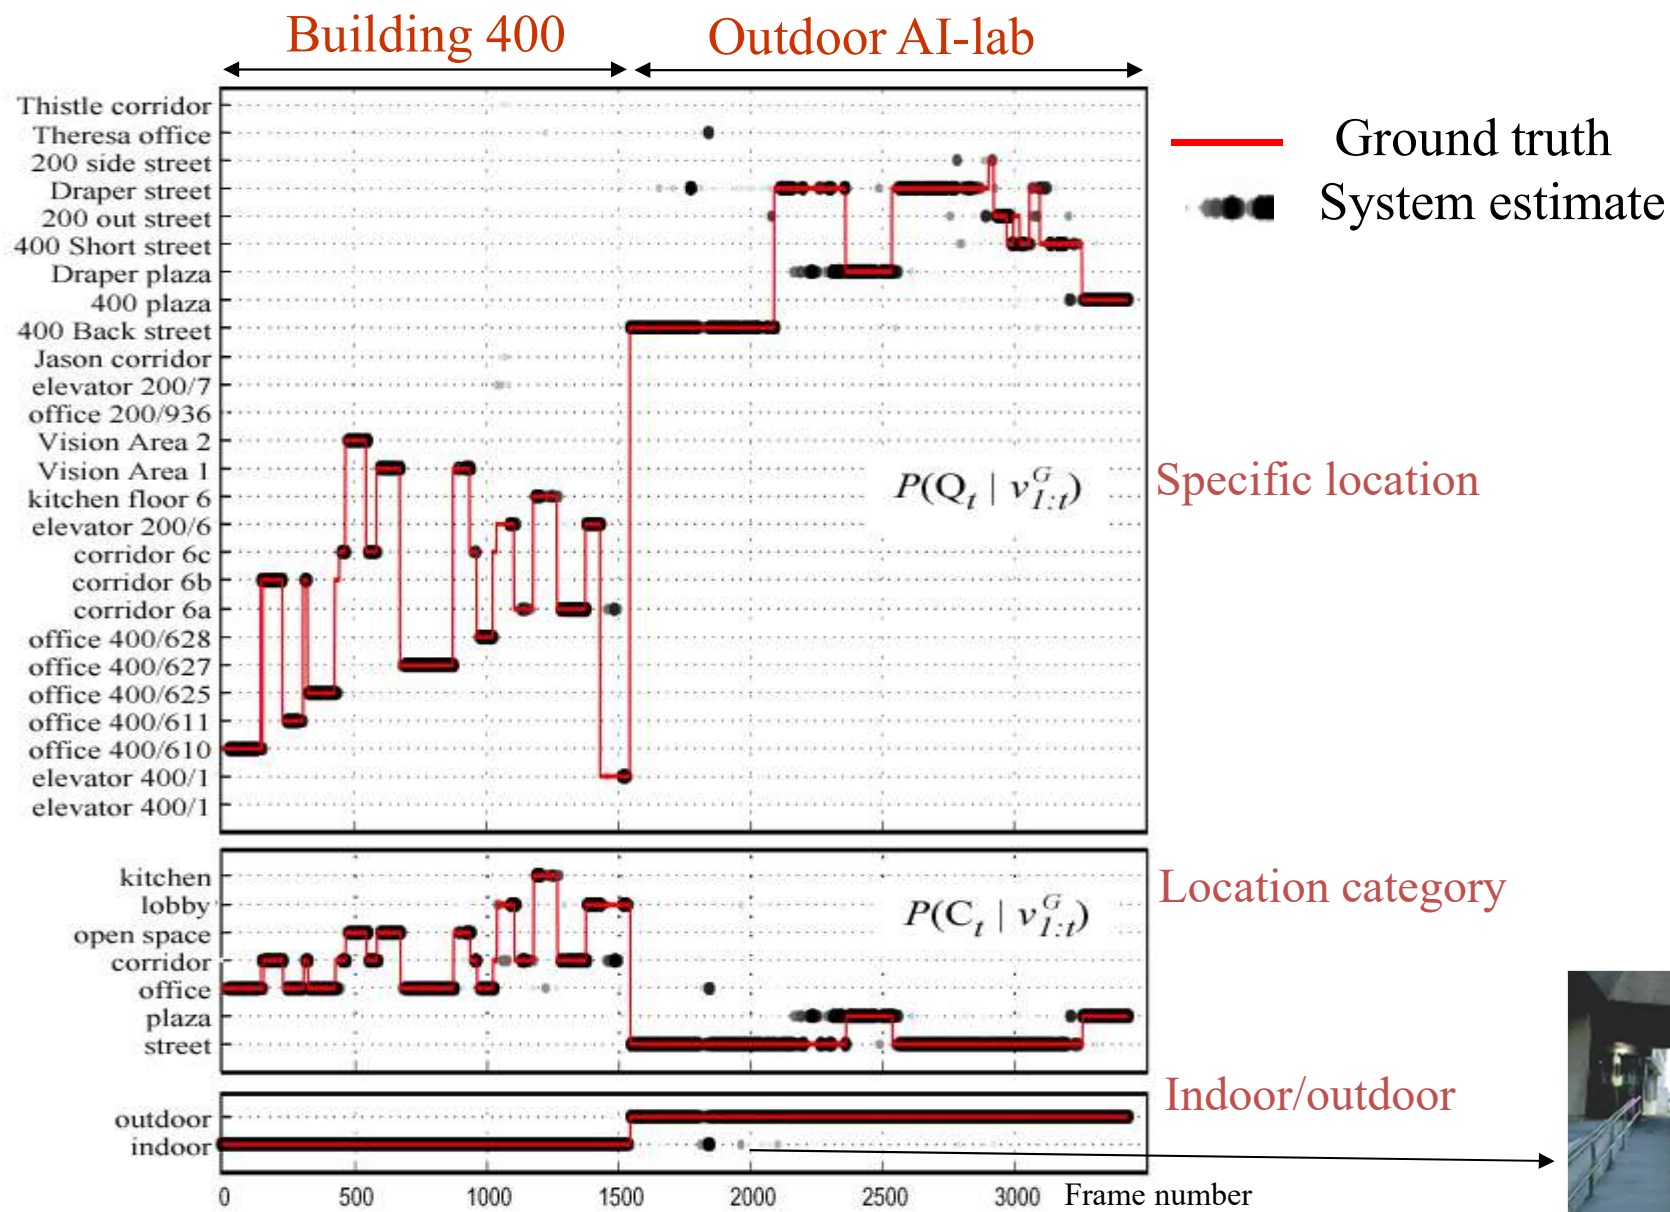 Building 400
Outdoor AI-lab
Thistle corridor
Theresa office
200 side street
Draper street
200 out street
400 Short street
Draper plaza
400 plaza
400 Back street
Jason corridor
elevator 200/7
office 200/936
Vision Area 2
Vision Area 1
kitchen floor 6
elevator 200/6
corridor 6c
corridor 6b
corridor 6a
office 400/628
office 400/627
office 400/625
office 400/611
office 400/610
elevator 400/1
elevator 400/1
Ground truth
System estimate
P(Q_t | v^G_{1:t})
Specific location
kitchen
lobby
open space
corridor
office
plaza
street
P(C_t | v^G_{1:t})
Location category
outdoor
indoor
Indoor/outdoor
0 500 1000 1500 2000 2500 3000 Frame number